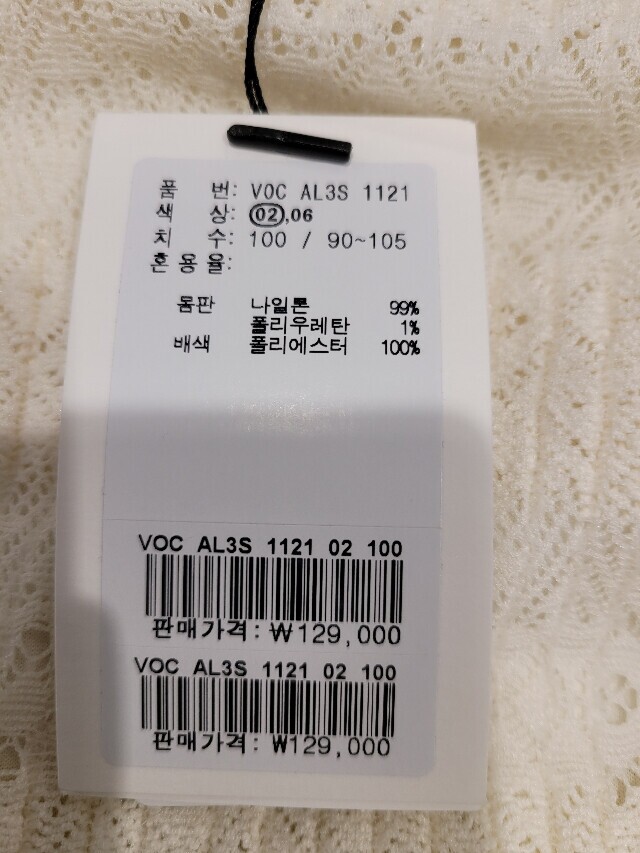 품 번: VOC AL3S 1121
색 상: 02,06
치 수: 100 / 90~105
혼용율:
몸판 나일론 99%
폴리우레탄 1%
배색 폴리에스터 100%
VOC AL3S 1121 02 100
판매가격: ₩129,000
VOC AL3S 1121 02 100
판매가격: ₩129,000